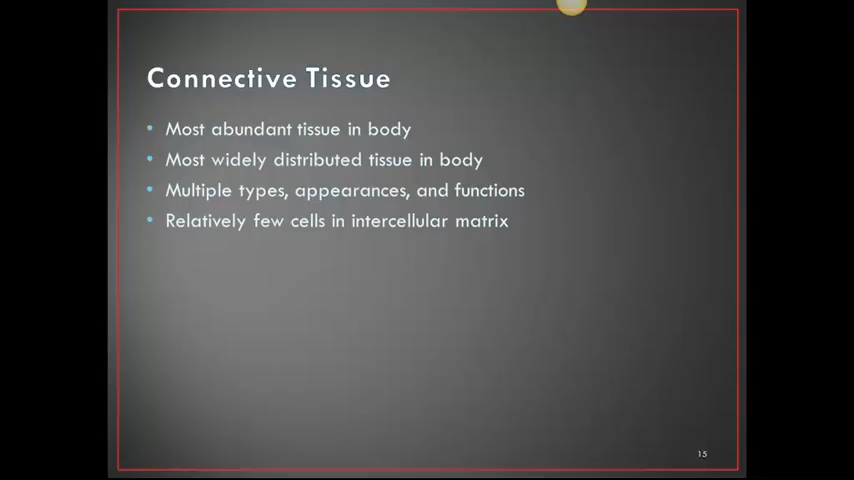 Connective Tissue
• Most abundant tissue in body
• Most widely distributed tissue in body
• Multiple types, appearances, and functions
• Relatively few cells in intercellular matrix
15